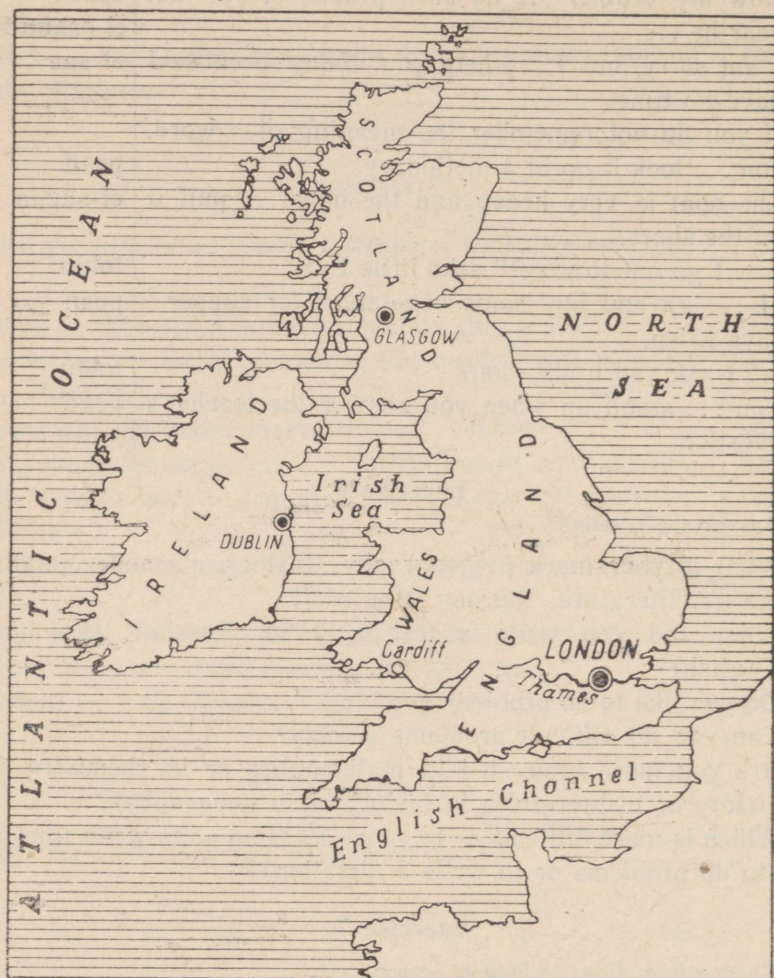 ATLANTIC OCEAN
SCOTLAND
GLASGOW
NORTH
SEA
IRELAND
DUBLIN
Irish
Sea
ENGLAND
WALES
Cardiff
LONDON
Thames
English Channel